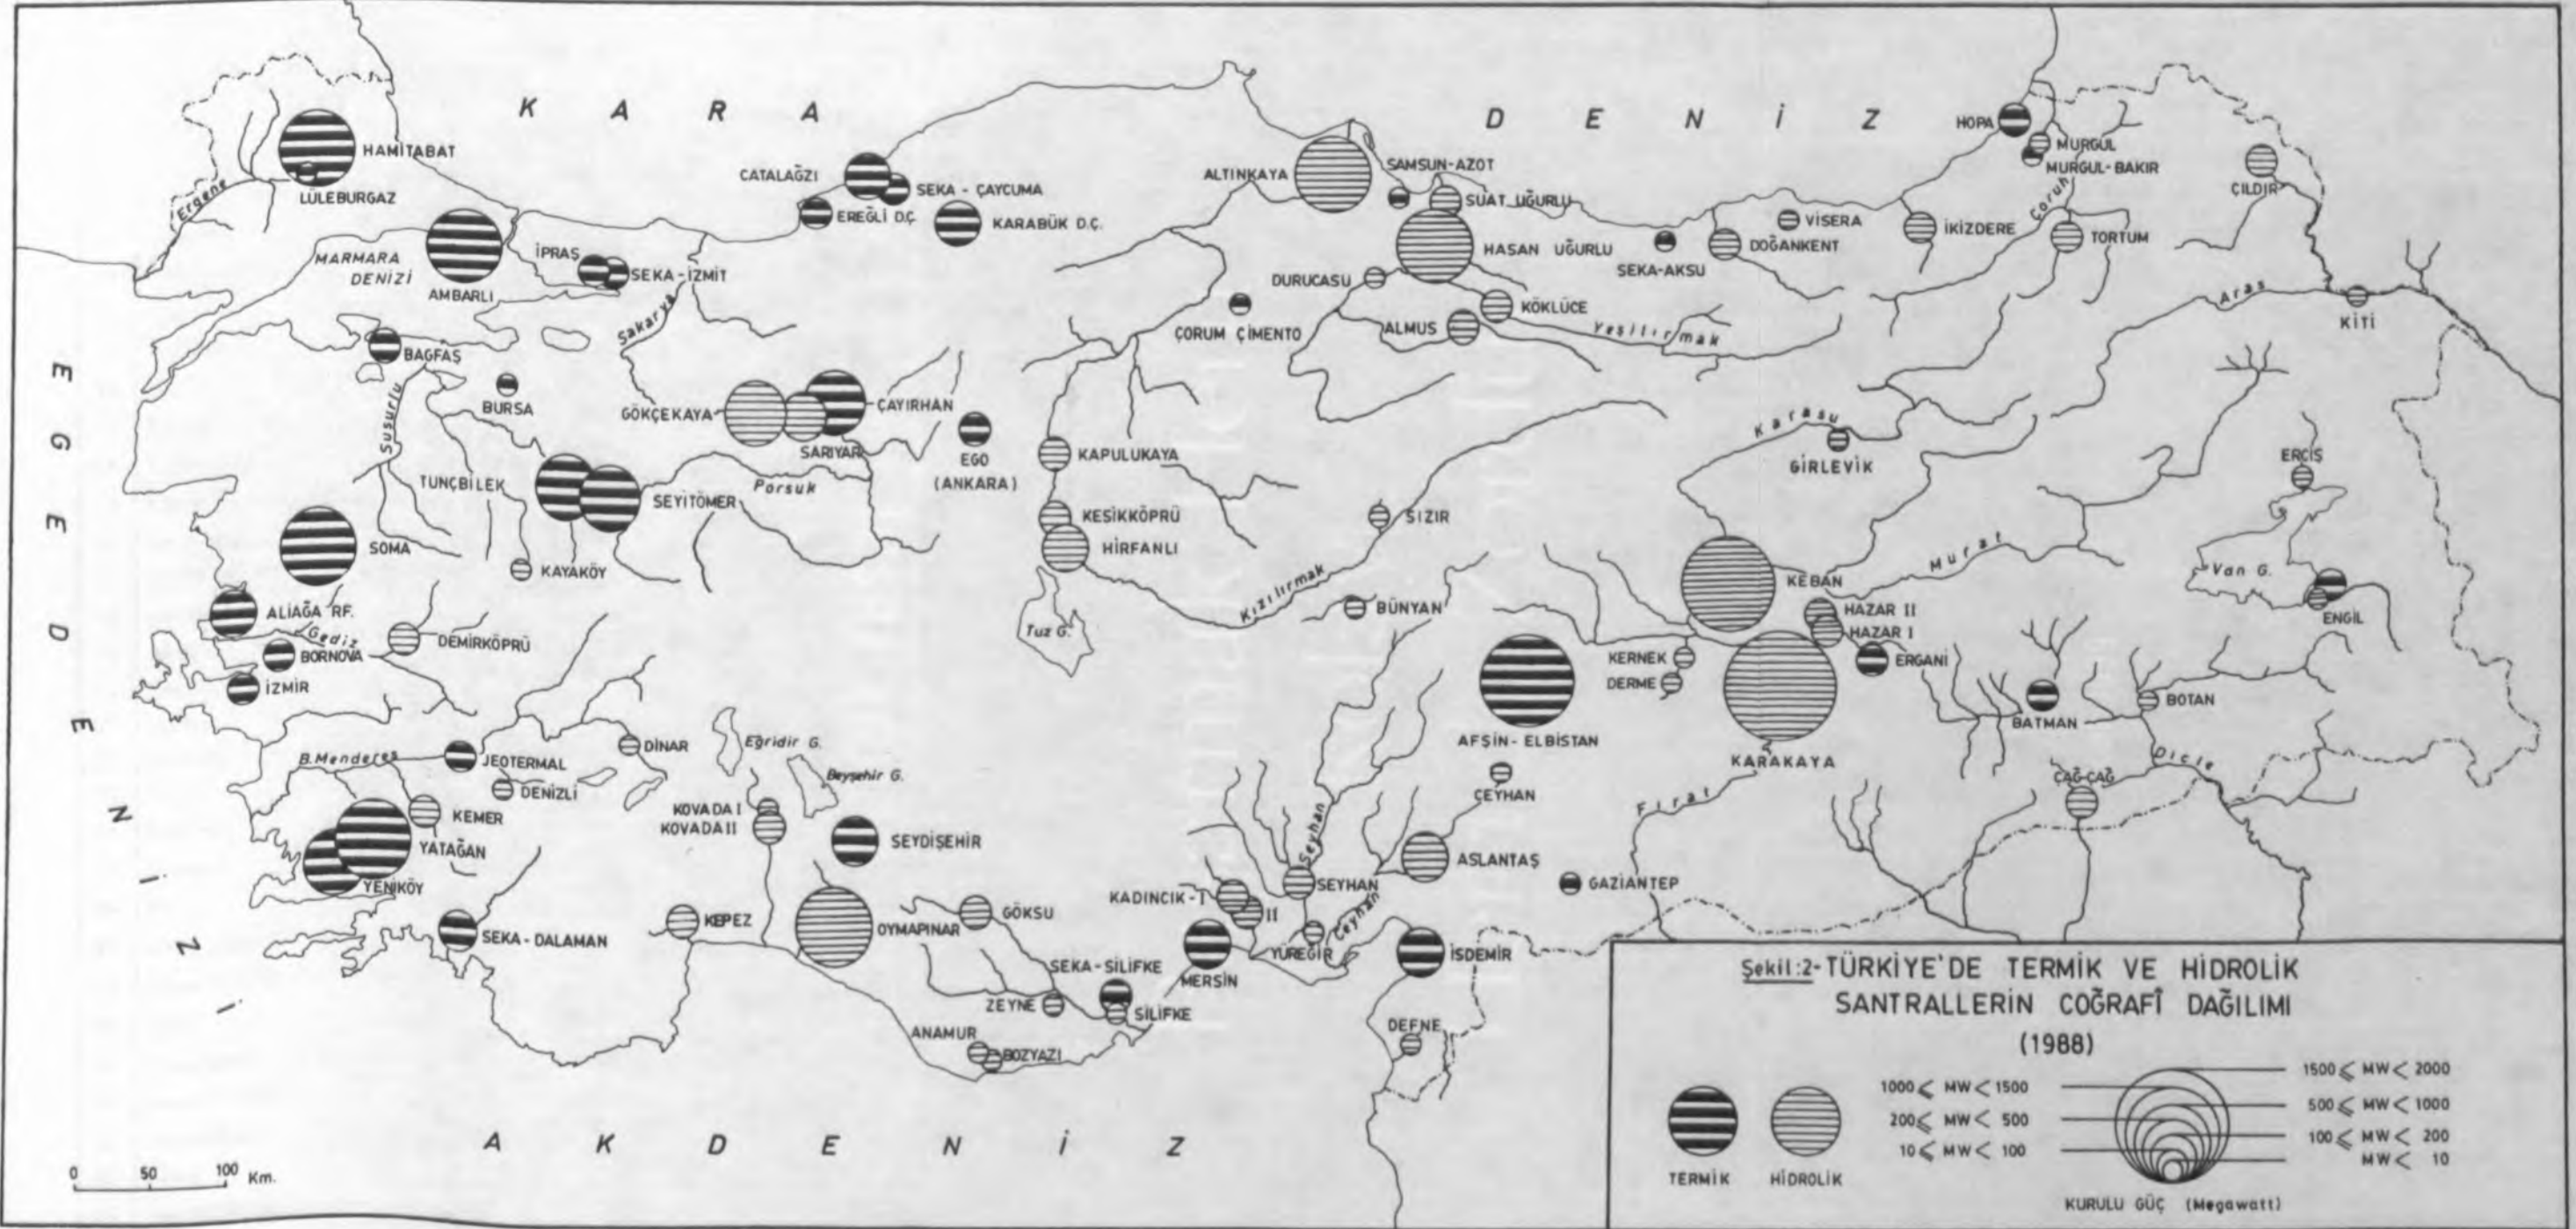 K A R A D E N İ Z
E G E D E N İ Z İ
A K D E N İ Z
HAMİTABAT
LÜLEBURGAZ
Ergene
MARMARA
DENİZİ
AMBARLI
İPRAŞ
SEKA-İZMİT
Sakarya
CATALAĞZI
SEKA - ÇAYCUMA
EREĞLİ D.Ç.
KARABÜK D.Ç.
ALTINKAYA
SAMSUN-AZOT
SUAT UĞURLU
HASAN UĞURLU
DURUCASU
ÇORUM ÇİMENTO
ALMUS
KÖKLÜCE
Yeşilırmak
SEKA-AKSU
DOĞANKENT
VİSERA
İKİZDERE
HOPA
MURGUL
MURGUL-BAKIR
Çoruh
TORTUM
ÇILDIR
Aras
KİTİ
BAGFAŞ
Susurlu
BURSA
GÖKÇEKAYA
SARIYAR
ÇAYIRHAN
EGO
(ANKARA)
TUNÇBİLEK
SEYİTÖMER
Porsuk
KAPULUKAYA
KESİKKÖPRÜ
HİRFANLI
SIZIR
Kızılırmak
Karasu
GİRLEVİK
ERCİŞ
SOMA
KAYAKÖY
Tuz G.
BÜNYAN
KEBAN
Murat
Van G.
ENGİL
ALİAĞA RF.
Gediz
DEMİRKÖPRÜ
BORNOVA
İZMİR
HAZAR II
HAZAR I
KERNEK
DERME
ERGANİ
AFŞİN- ELBİSTAN
KARAKAYA
BATMAN
BOTAN
B.Menderes
JEOTERMAL
DİNAR
DENİZLİ
Eğridir G.
Beyşehir G.
CEYHAN
Fırat
ÇAĞ-ÇAĞ
Dicle
KEMER
YATAĞAN
YENİKÖY
KOVADA I
KOVADA II
SEYDİŞEHİR
Seyhan
SEYHAN
ASLANTAŞ
GAZİANTEP
KADINCIK-I
II
YÜREGİR
Ceyhan
SEKA-DALAMAN
KEPEZ
OYMAPINAR
GÖKSU
MERSİN
İSDEMİR
SEKA-SİLİFKE
ZEYNE
SİLİFKE
ANAMUR
BOZYAZI
DEFNE
0 50 100 Km.
Şekil:2- TÜRKİYE'DE TERMİK VE HİDROLİK
SANTRALLERİN COĞRAFÎ DAĞILIMI
(1988)
TERMİK
HİDROLİK
1000 ⩽ MW < 1500
200 ⩽ MW < 500
10 ⩽ MW < 100
1500 ⩽ MW < 2000
500 ⩽ MW < 1000
100 ⩽ MW < 200
MW < 10
KURULU GÜÇ (Megawatt)